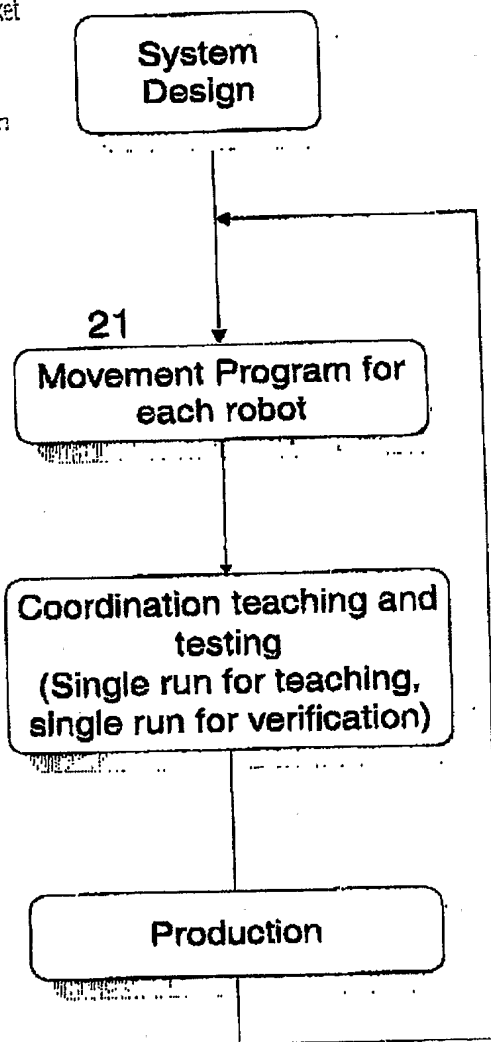 System
Design
21
Movement Program for
each robot
Coordination teaching and
testing
(Single run for teaching,
single run for verification)
Production